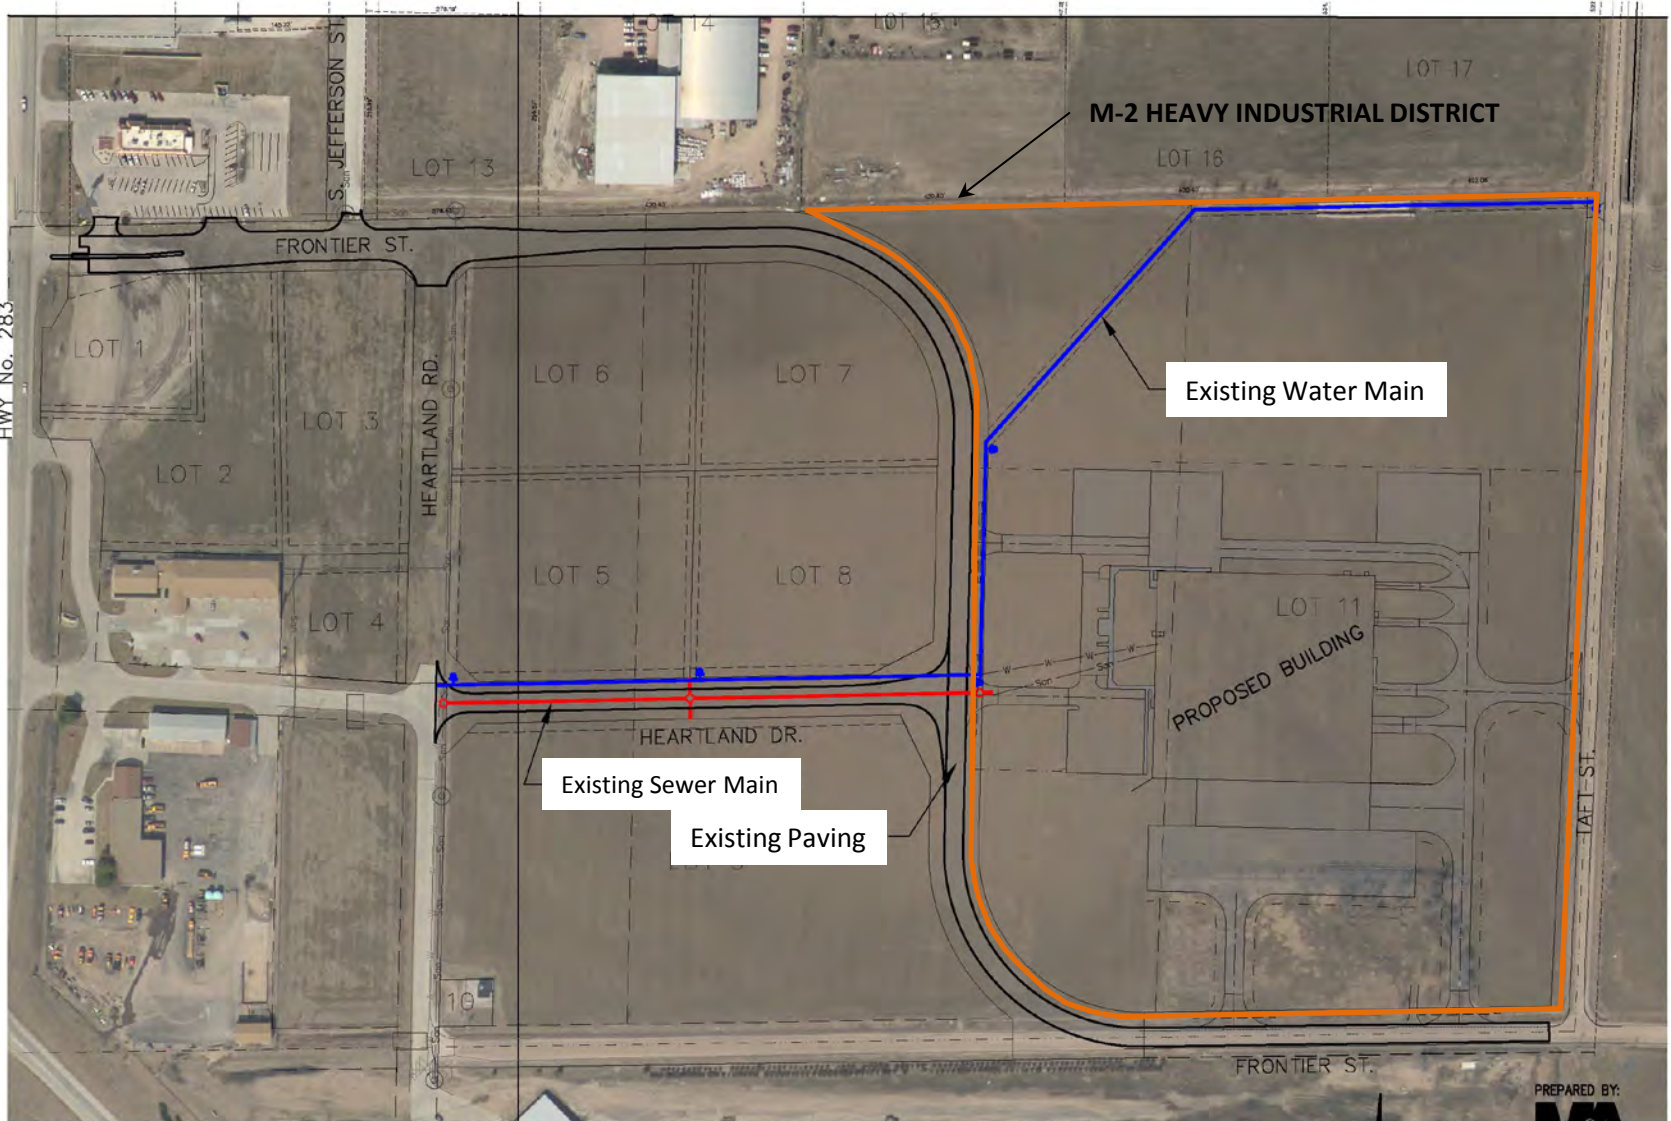 LOT 14
LOT 15
LOT 17
S. JEFFERSON ST.
M-2 HEAVY INDUSTRIAL DISTRICT
LOT 13
LOT 16
San
FRONTIER ST.
HWY No. 283
LOT 1
LOT 6
LOT 7
HEARTLAND RD.
Existing Water Main
LOT 3
LOT 2
LOT 5
LOT 8
LOT 11
LOT 4
W W W W
San
PROPOSED BUILDING
HEARTLAND DR.
Existing Sewer Main
TAFT ST.
Existing Paving
10
FRONTIER ST.
PREPARED BY: